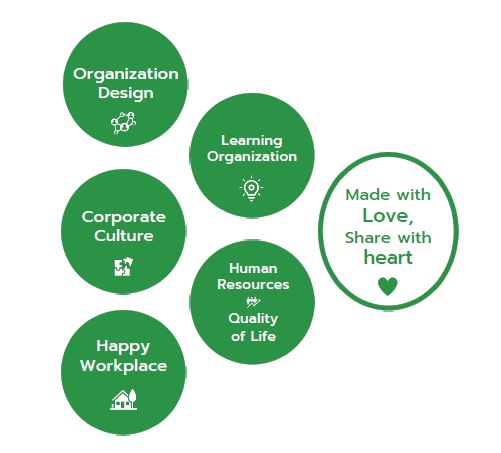 Organization
Design
Learning
Organization
Corporate
Culture
Human
Resources
Quality
of Life
Happy
Workplace
Made with
Love,
Share with
heart